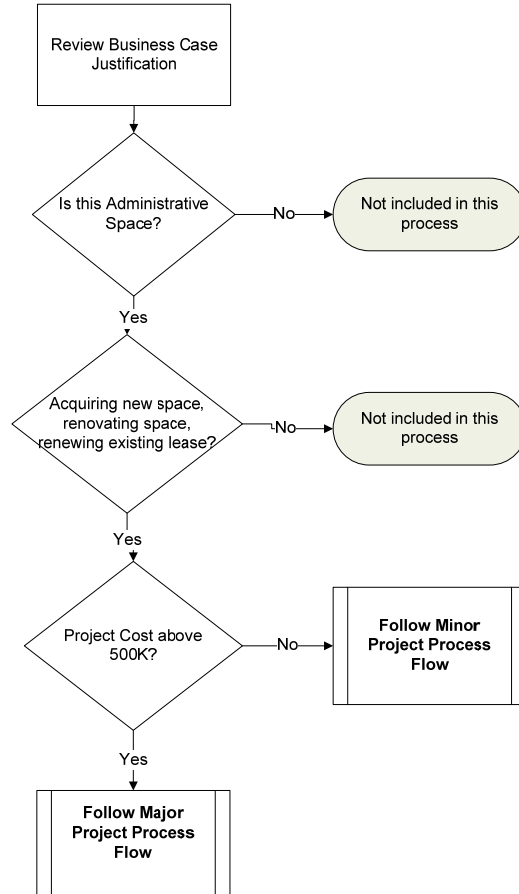 Review Business Case
Justification
Is this Administrative
Space?
No
Not included in this
process
Yes
Acquiring new space,
renovating space,
renewing existing lease?
No
Not included in this
process
Yes
Project Cost above
500K?
No
Follow Minor
Project Process
Flow
Yes
Follow Major
Project Process
Flow